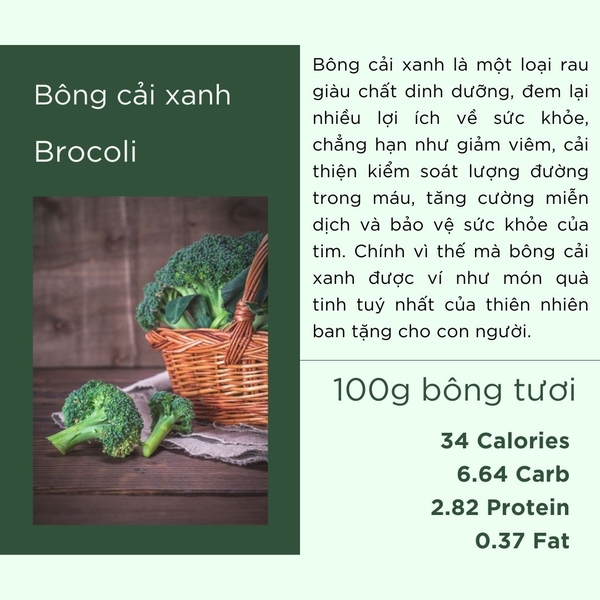 Bông cải xanh
Brocoli
Bông cải xanh là một loại rau
giàu chất dinh dưỡng, đem lại
nhiều lợi ích về sức khỏe,
chẳng hạn như giảm viêm, cải
thiện kiểm soát lượng đường
trong máu, tăng cường miễn
dịch và bảo vệ sức khỏe của
tim. Chính vì thế mà bông cải
xanh được ví như món quà
tinh tuý nhất của thiên nhiên
ban tặng cho con người.
100g bông tươi
34 Calories
6.64 Carb
2.82 Protein
0.37 Fat